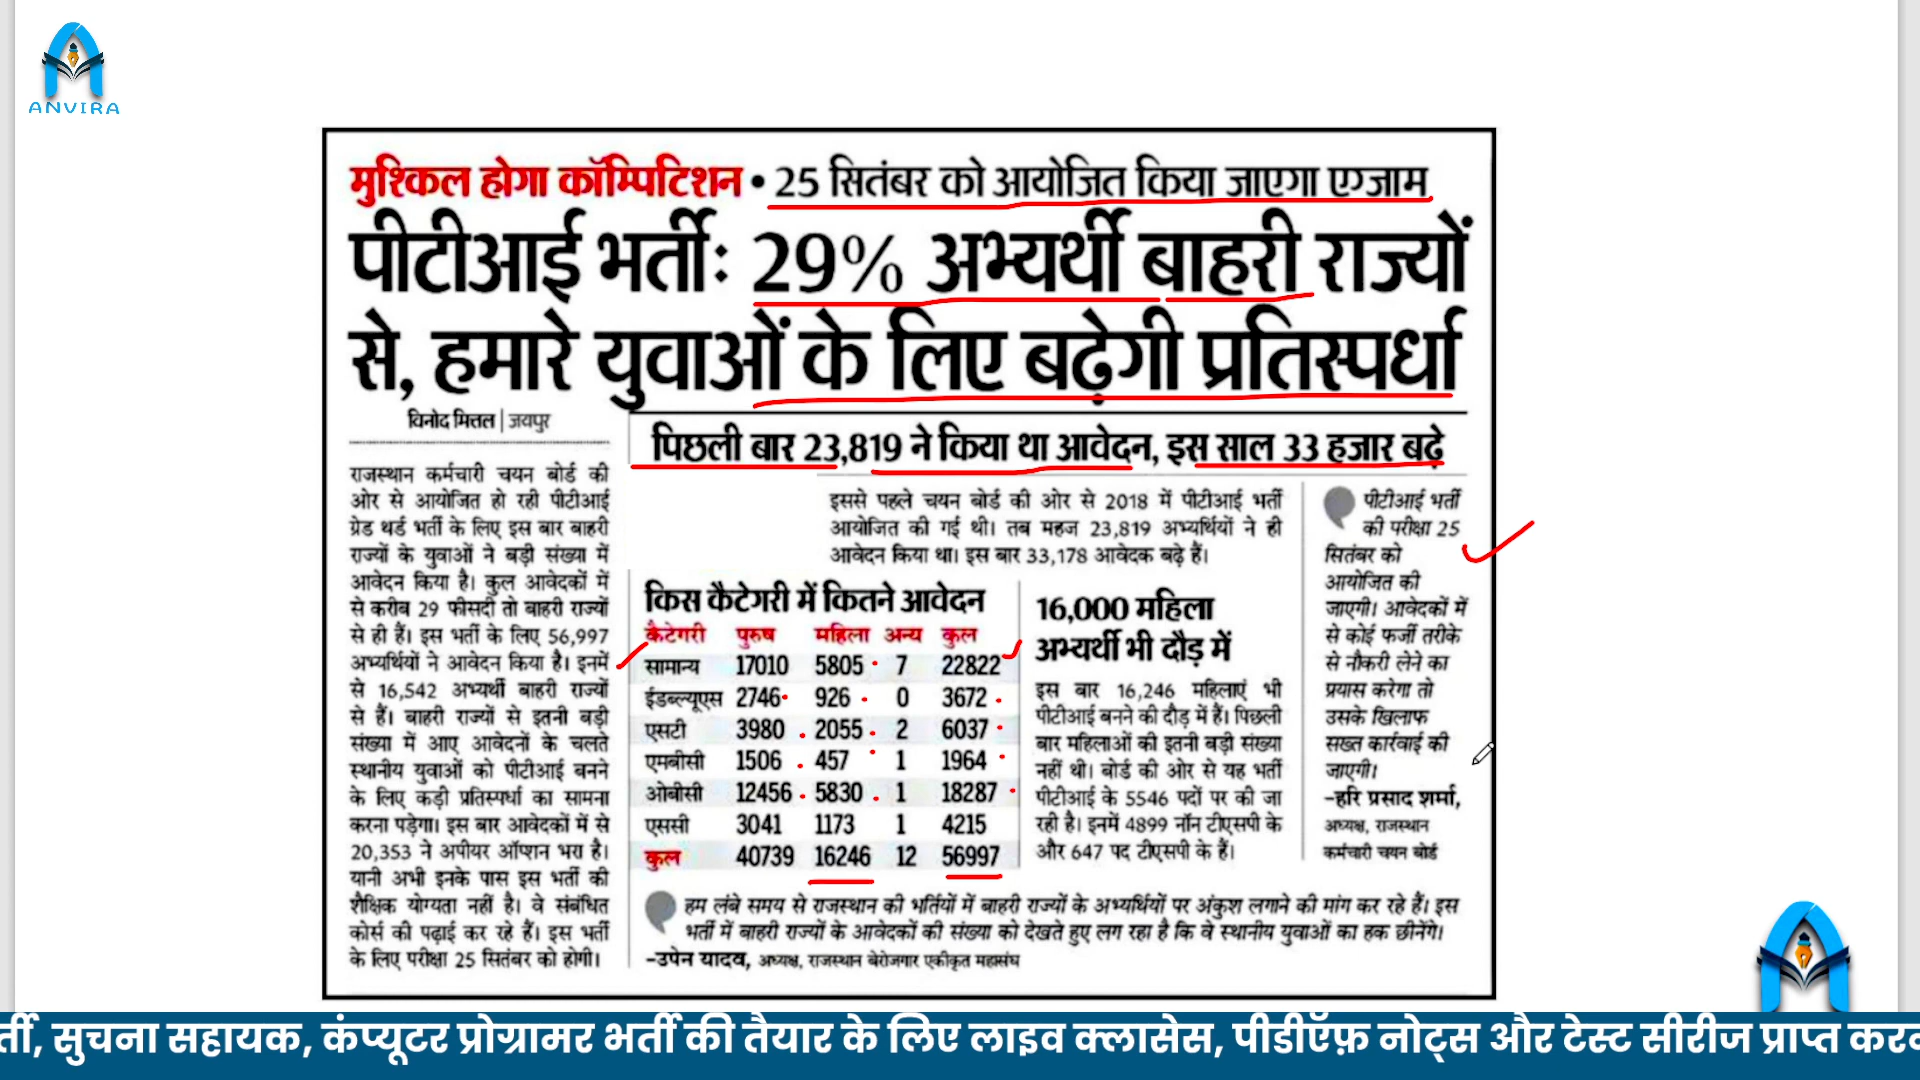 ANVIRA
मुश्किल होगा कॉम्पिटिशन • 25 सितंबर को आयोजित किया जाएगा एग्जाम
पीटीआई भर्ती: 29% अभ्यर्थी बाहरी राज्यों
से, हमारे युवाओं के लिए बढ़ेगी प्रतिस्पर्धा
विनोद मित्तल | जयपुर
राजस्थान कर्मचारी चयन बोर्ड की
ओर से आयोजित हो रही पीटीआई
ग्रेड थर्ड भर्ती के लिए इस बार बाहरी
राज्यों के युवाओं ने बड़ी संख्या में
आवेदन किया है। कुल आवेदकों में
से करीब 29 फीसदी तो बाहरी राज्यों
से ही हैं। इस भर्ती के लिए 56,997
अभ्यर्थियों ने आवेदन किया है। इनमें
से 16,542 अभ्यर्थी बाहरी राज्यों
से हैं। बाहरी राज्यों से इतनी बड़ी
संख्या में आए आवेदनों के चलते
स्थानीय युवाओं को पीटीआई बनने
के लिए कड़ी प्रतिस्पर्धा का सामना
करना पड़ेगा। इस बार आवेदकों में से
20,353 ने अपीयर ऑप्शन भरा है।
यानी अभी इनके पास इस भर्ती की
शैक्षिक योग्यता नहीं है। वे संबंधित
कोर्स की पढ़ाई कर रहे हैं। इस भर्ती
के लिए परीक्षा 25 सितंबर को होगी।
पिछली बार 23,819 ने किया था आवेदन, इस साल 33 हजार बढ़े
इससे पहले चयन बोर्ड की ओर से 2018 में पीटीआई भर्ती
आयोजित की गई थी। तब महज 23,819 अभ्यर्थियों ने ही
आवेदन किया था। इस बार 33,178 आवेदक बढ़े हैं।
किस कैटेगरी में कितने आवेदन
कैटेगरी पुरुष महिला अन्य कुल
सामान्य 17010 5805 7 22822
ईडब्ल्यूएस 2746 926 0 3672
एसटी 3980 2055 2 6037
एमबीसी 1506 457 1 1964
ओबीसी 12456 5830 1 18287
एससी 3041 1173 1 4215
कुल 40739 16246 12 56997
16,000 महिला
अभ्यर्थी भी दौड़ में
इस बार 16,246 महिलाएं भी
पीटीआई बनने की दौड़ में हैं। पिछली
बार महिलाओं की इतनी बड़ी संख्या
नहीं थी। बोर्ड की ओर से यह भर्ती
पीटीआई के 5546 पदों पर की जा
रही है। इनमें 4899 नॉन टीएसपी के
और 647 पद टीएसपी के हैं।
पीटीआई भर्ती
की परीक्षा 25
सितंबर को
आयोजित की
जाएगी। आवेदकों में
से कोई फर्जी तरीके
से नौकरी लेने का
प्रयास करेगा तो
उसके खिलाफ
सख्त कार्रवाई की
जाएगी।
-हरि प्रसाद शर्मा,
अध्यक्ष, राजस्थान
कर्मचारी चयन बोर्ड
हम लंबे समय से राजस्थान की भर्तियों में बाहरी राज्यों के अभ्यर्थियों पर अंकुश लगाने की मांग कर रहे हैं। इस
भर्ती में बाहरी राज्यों के आवेदकों की संख्या को देखते हुए लग रहा है कि वे स्थानीय युवाओं का हक छीनेंगे।
-उपेन यादव, अध्यक्ष, राजस्थान बेरोजगार एकीकृत महासंघ
र्ती, सुचना सहायक, कंप्यूटर प्रोग्रामर भर्ती की तैयार के लिए लाइव क्लासेस, पीडीऍफ़ नोट्स और टेस्ट सीरीज प्राप्त कर